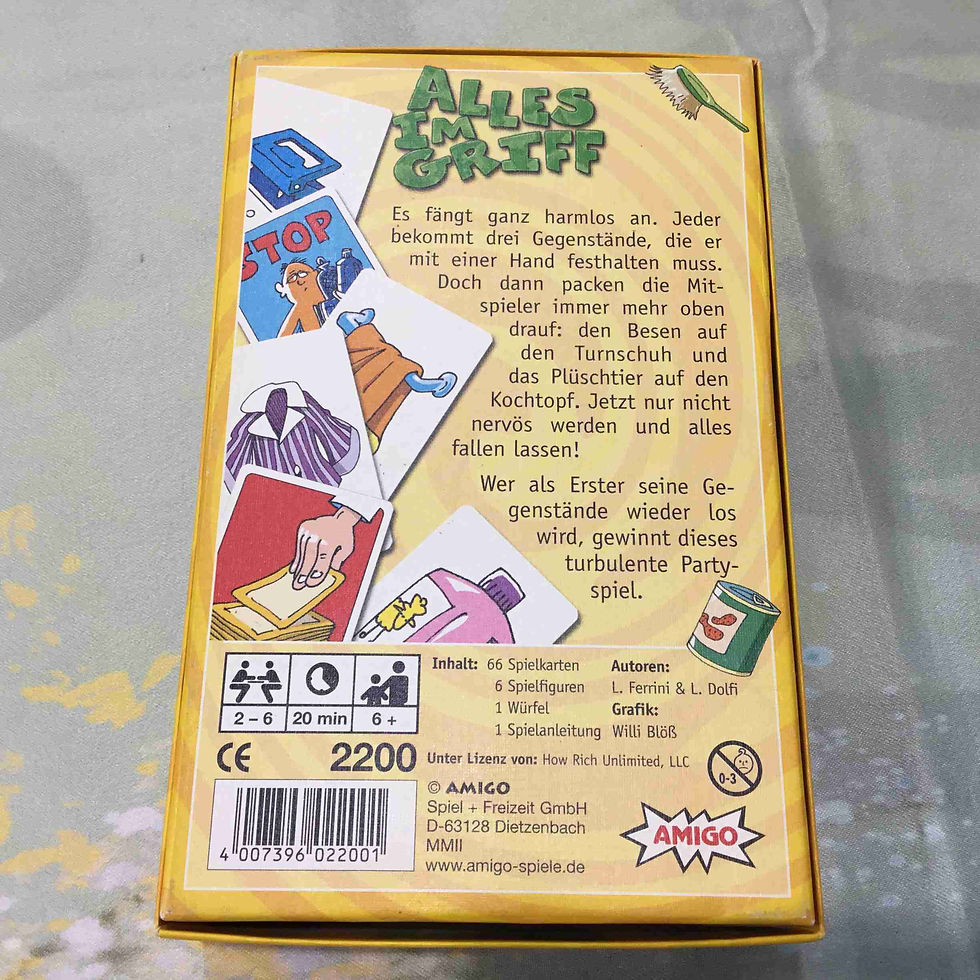 ALLES
IM
GRIFF
STOP
Es fängt ganz harmlos an. Jeder
bekommt drei Gegenstände, die er
mit einer Hand festhalten muss.
Doch dann packen die Mit-
spieler immer mehr oben
drauf: den Besen auf
den Turnschuh und
das Plüschtier auf den
Kochtopf. Jetzt nur nicht
nervös werden und alles
fallen lassen!
Wer als Erster seine Ge-
genstände wieder los
wird, gewinnt dieses
turbulente Party-
spiel.
2 – 6 20 min 6 +
Inhalt: 66 Spielkarten
6 Spielfiguren
1 Würfel
1 Spielanleitung
Autoren:
L. Ferrini & L. Dolfi
Grafik:
Willi Blöß
CE 2200
Unter Lizenz von: How Rich Unlimited, LLC
0-3
© AMIGO
Spiel + Freizeit GmbH
D-63128 Dietzenbach
MMII
www.amigo-spiele.de
AMIGO
4 007396 022001